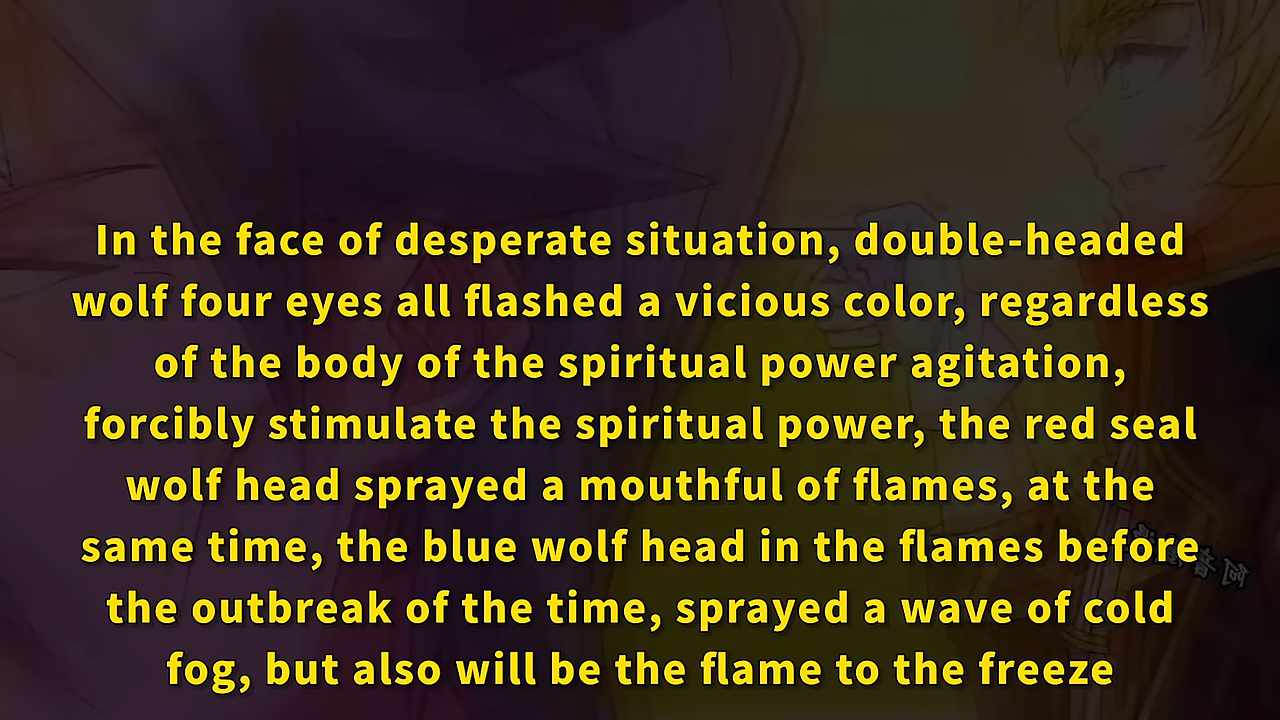 In the face of desperate situation, double-headed
wolf four eyes all flashed a vicious color, regardless
of the body of the spiritual power agitation,
forcibly stimulate the spiritual power, the red seal
wolf head sprayed a mouthful of flames, at the
same time, the blue wolf head in the flames before
the outbreak of the time, sprayed a wave of cold
fog, but also will be the flame to the freeze